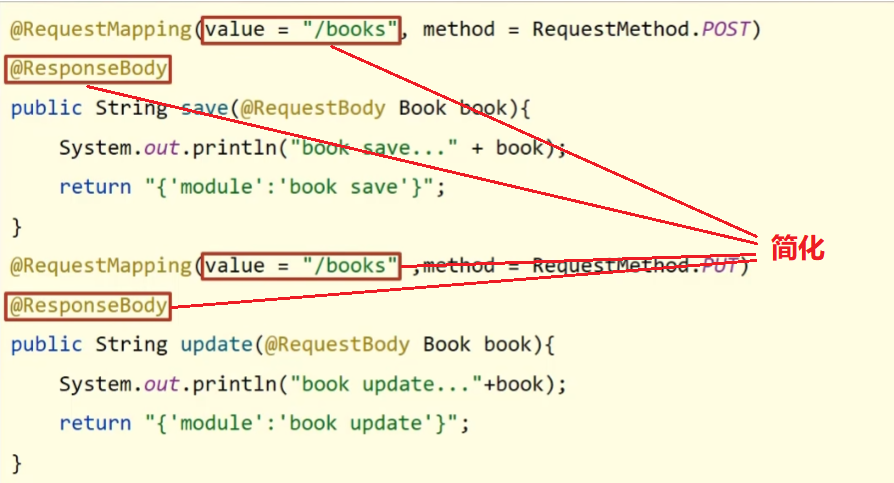 @RequestMapping(value = "/books", method = RequestMethod.POST)
@ResponseBody
public String save(@RequestBody Book book){
System.out.println("book save..." + book);
return "{'module':'book save'}";
}
简化
@RequestMapping(value = "/books" ,method = RequestMethod.PUT)
@ResponseBody
public String update(@RequestBody Book book){
System.out.println("book update..."+book);
return "{'module':'book update'}";
}